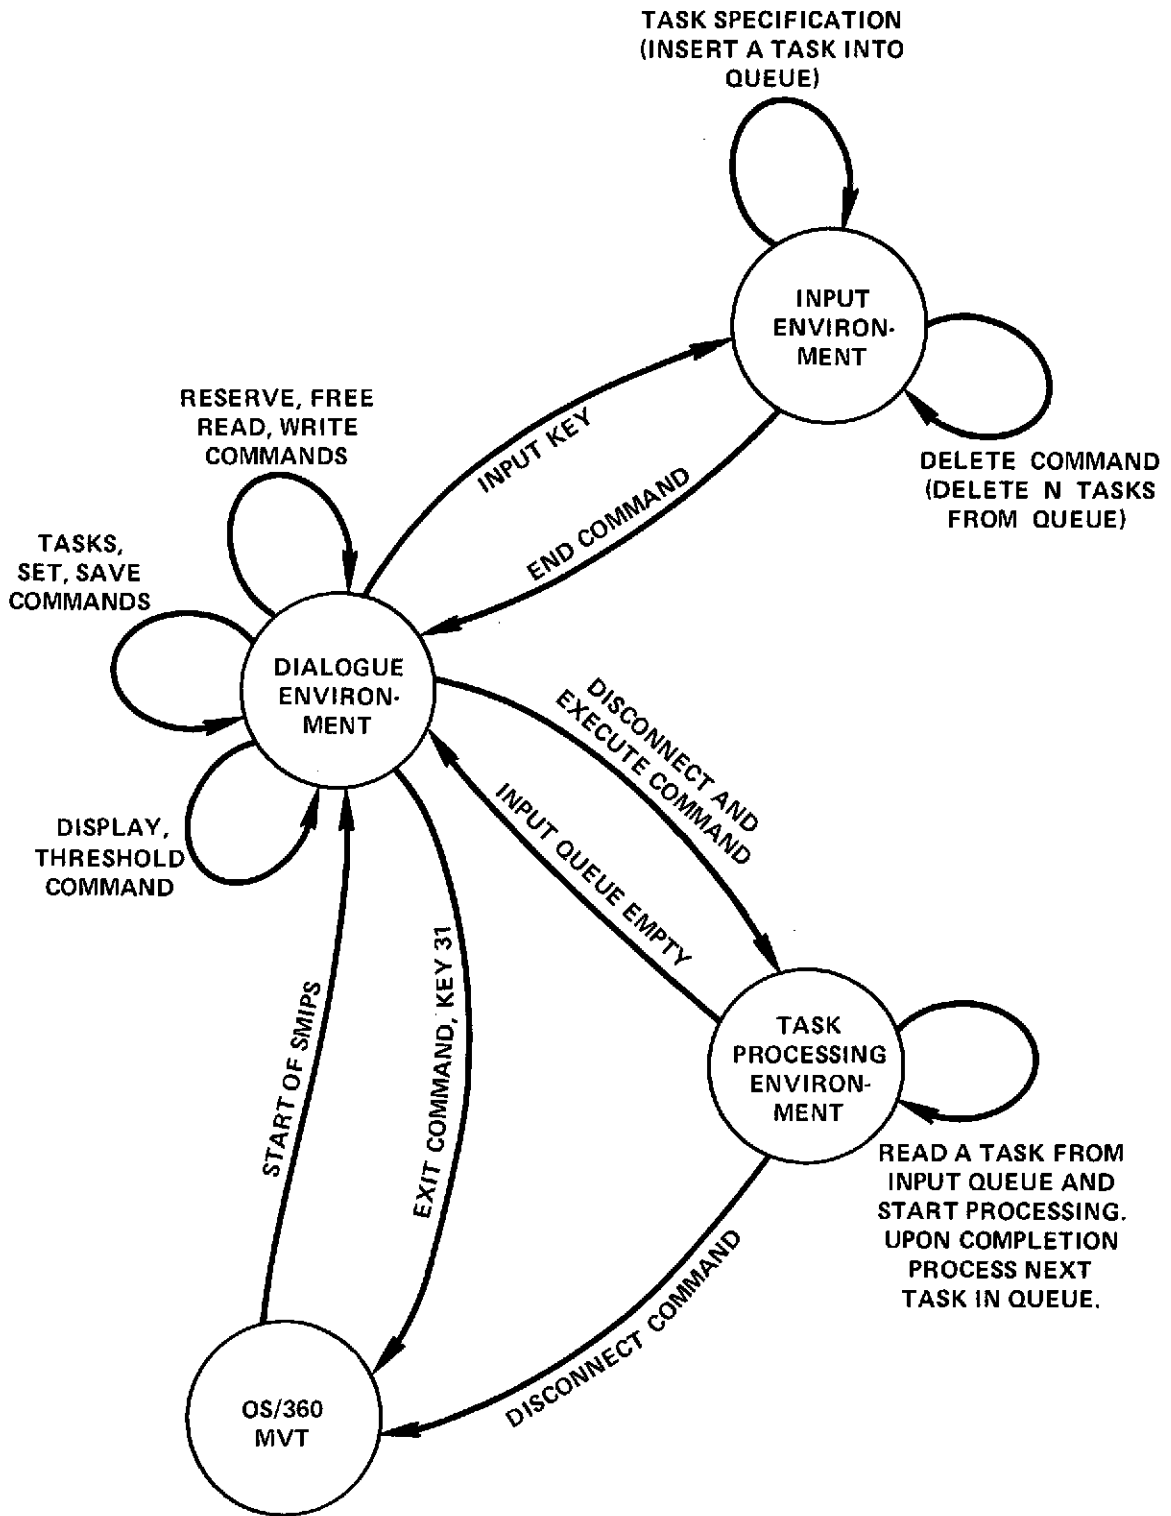 TASK SPECIFICATION
(INSERT A TASK INTO
QUEUE)
INPUT
ENVIRON-
MENT
RESERVE, FREE
READ, WRITE
COMMANDS
INPUT KEY
DELETE COMMAND
(DELETE N TASKS
FROM QUEUE)
END COMMAND
TASKS,
SET, SAVE
COMMANDS
DIALOGUE
ENVIRON-
MENT
DISCONNECT AND
EXECUTE COMMAND
INPUT QUEUE EMPTY
DISPLAY,
THRESHOLD
COMMAND
START OF SMIPS
EXIT COMMAND, KEY 31
TASK
PROCESSING
ENVIRON-
MENT
READ A TASK FROM
INPUT QUEUE AND
START PROCESSING.
UPON COMPLETION
PROCESS NEXT
TASK IN QUEUE.
DISCONNECT COMMAND
OS/360
MVT